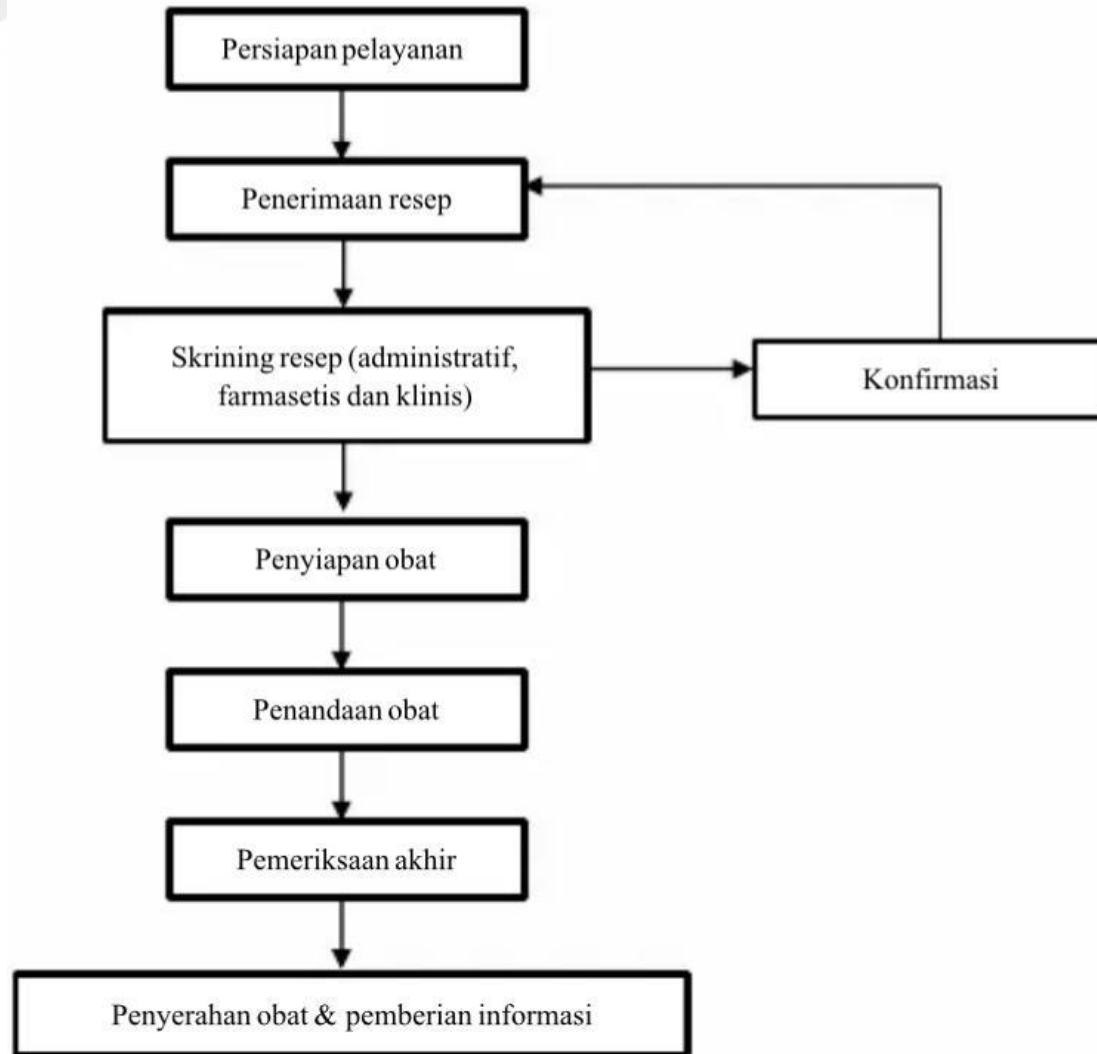 Persiapan pelayanan
Penerimaan resep
Skrining resep (administratif,
farmasetis dan klinis)
Konfirmasi
Penyiapan obat
Penandaan obat
Pemeriksaan akhir
Penyerahan obat & pemberian informasi